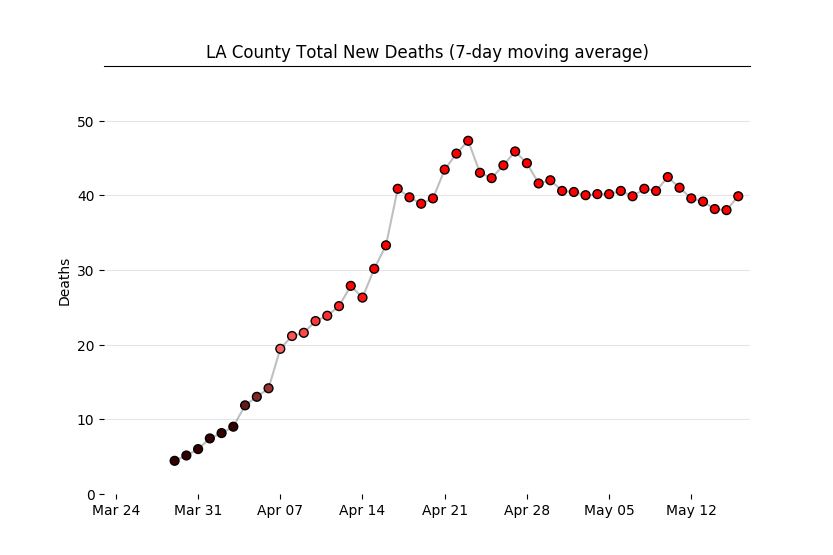 LA County Total New Deaths (7-day moving average)
50
40
30
20
10
0
Deaths
Mar 24 Mar 31 Apr 07 Apr 14 Apr 21 Apr 28 May 05 May 12